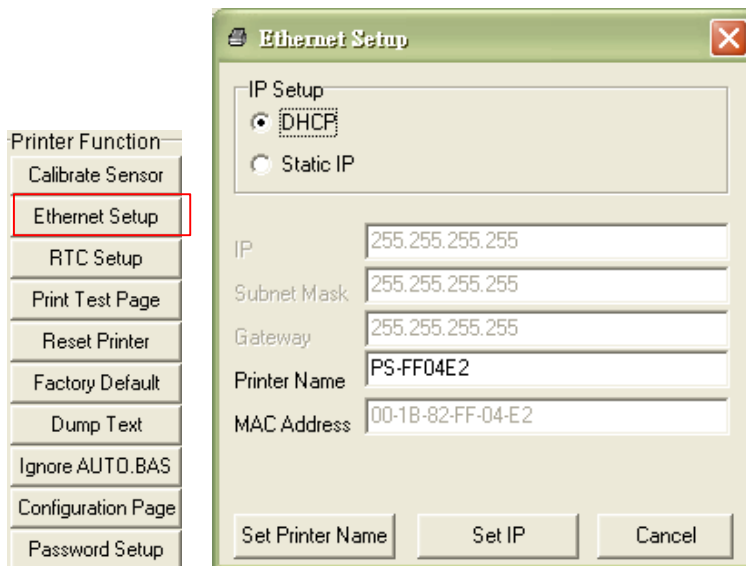 Printer Function
Calibrate Sensor
Ethernet Setup
RTC Setup
Print Test Page
Reset Printer
Factory Default
Dump Text
Ignore AUTO.BAS
Configuration Page
Password Setup
Ethernet Setup
IP Setup
DHCP
Static IP
IP 255.255.255.255
Subnet Mask 255.255.255.255
Gateway 255.255.255.255
Printer Name PS-FF04E2
MAC Address 00-1B-82-FF-04-E2
Set Printer Name Set IP Cancel